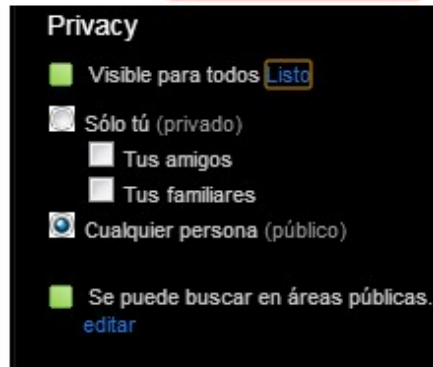 Privacy
Visible para todos Listo
Sólo tú (privado)
Tus amigos
Tus familiares
Cualquier persona (público)
Se puede buscar en áreas públicas.
editar